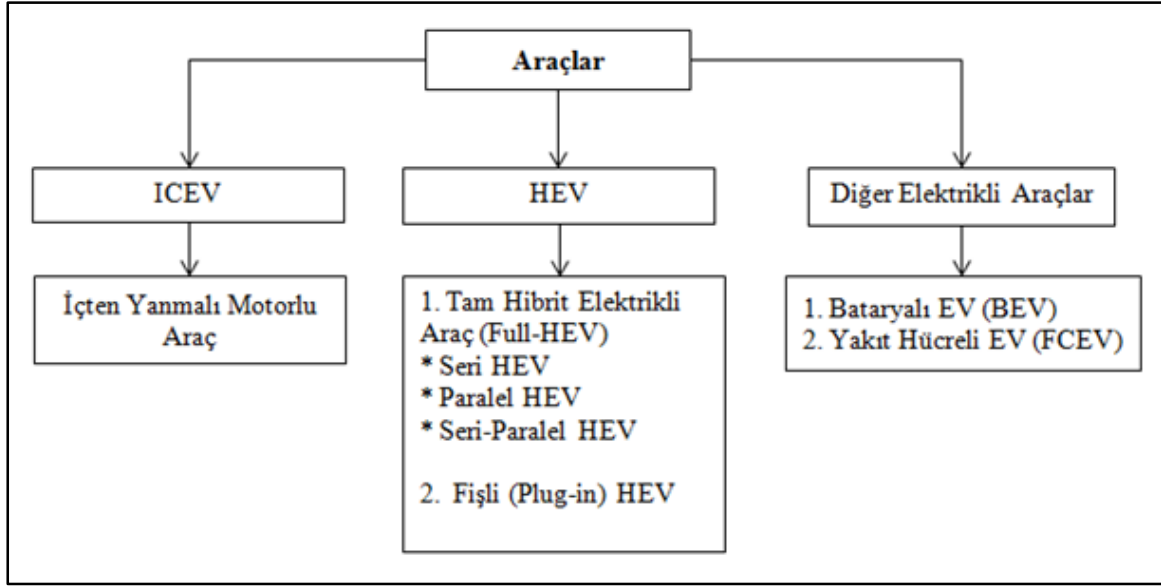 Araçlar
ICEV
HEV
Diğer Elektrikli Araçlar
İçten Yanmalı Motorlu
Araç
1. Tam Hibrit Elektrikli
Araç (Full-HEV)
* Seri HEV
* Paralel HEV
* Seri-Paralel HEV
2. Fişli (Plug-in) HEV
1. Bataryalı EV (BEV)
2. Yakıt Hücreli EV (FCEV)